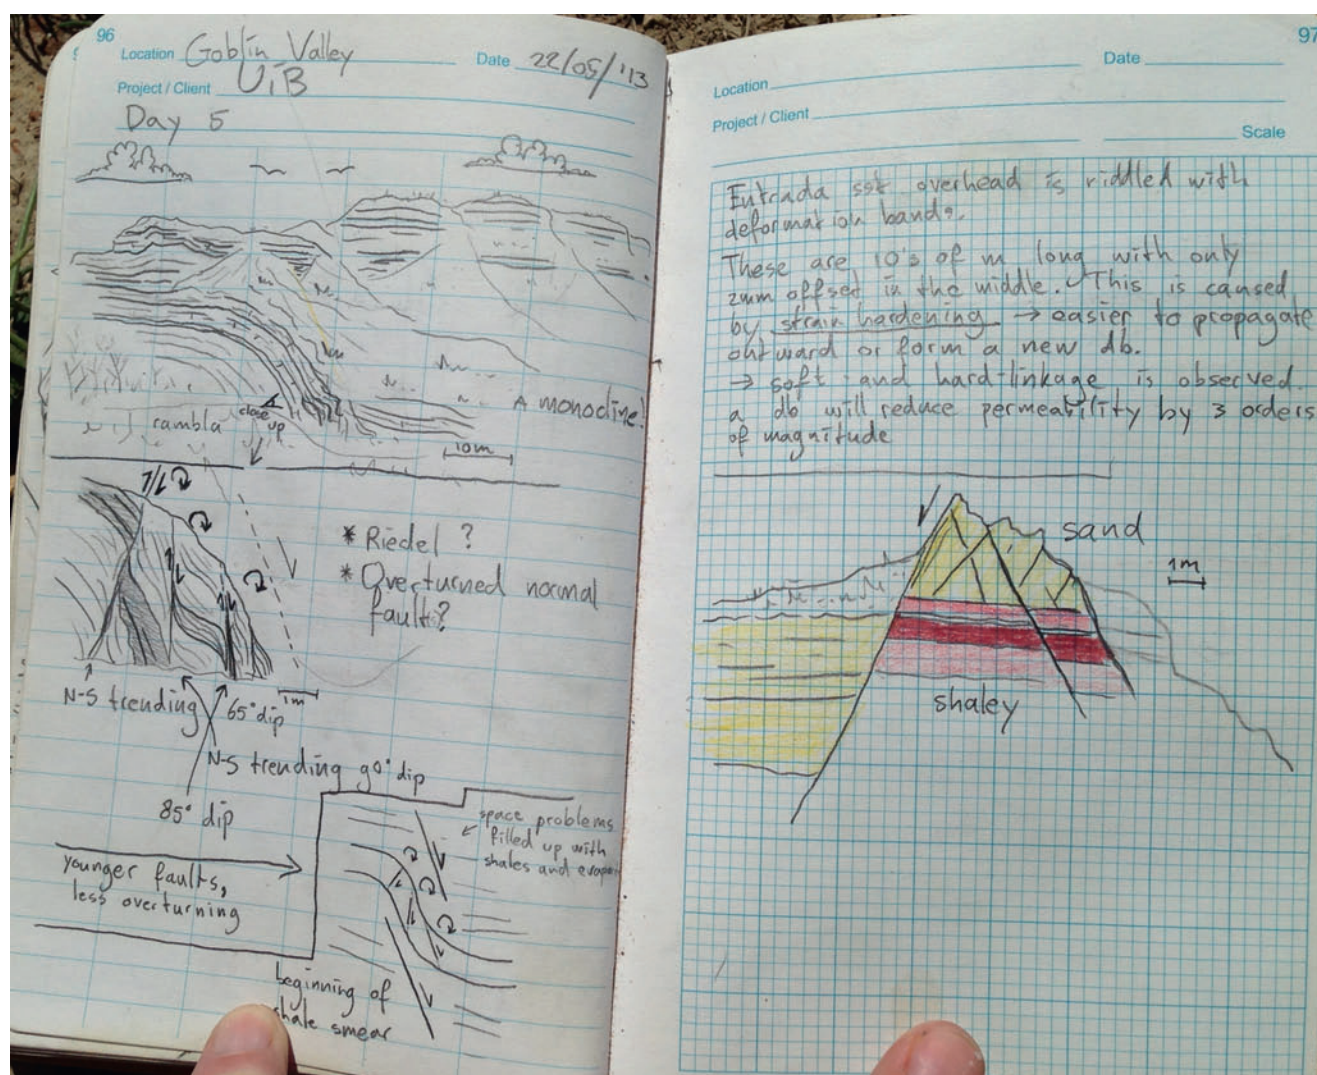 96
Location Goblin Valley Date 22/05/'13
Project / Client UiB
Day 5
A monocline!
rambla
close
up
10m
* Riedel ?
* Overturned normal
fault?
N-S trending
65° dip
1m
N-S trending 90° dip
85° dip
space problems
filled up with
shales and
younger faults,
less overturning
beginning of
shale smear
97
Location Date
Project / Client
Scale
Entrada sst overhead is riddled with
deformation bands.
These are 10's of m long with only
2mm offset in the middle. This is caused
by strain hardening → easier to propagate
outward or form a new db.
→ soft and hard-linkage is observed.
a db will reduce permeability by 3 orders
of magnitude
sand
1m
shaley